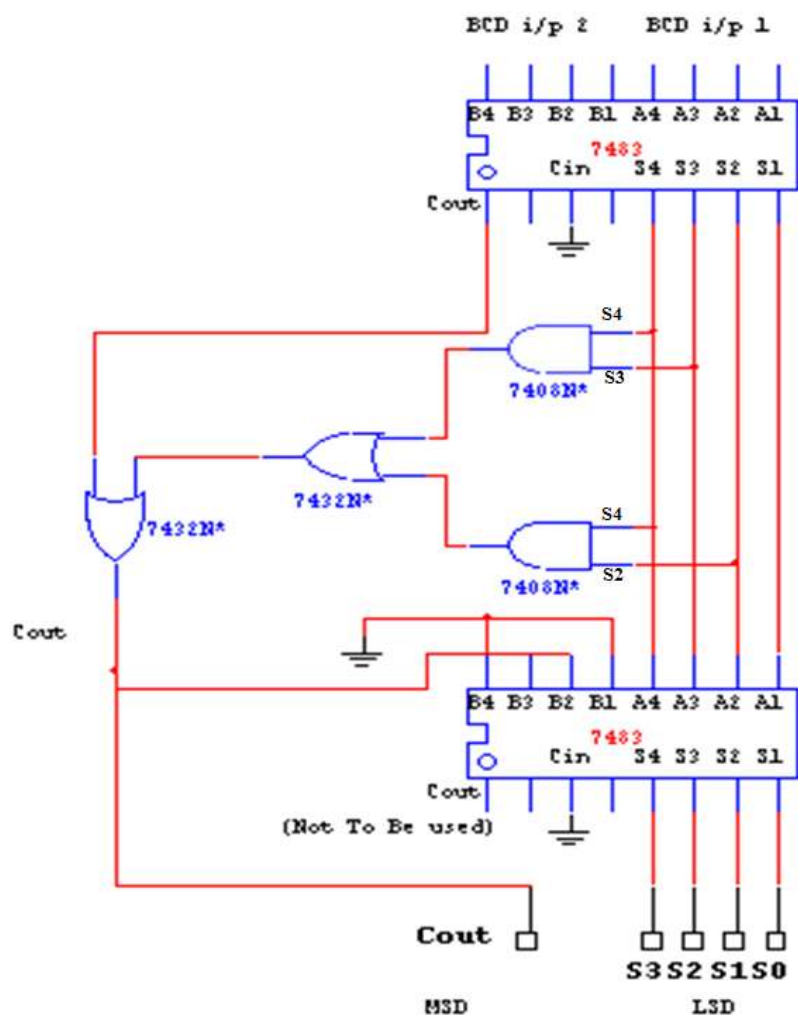 BCD i/p 2 BCD i/p 1
B4 B3 B2 B1 A4 A3 A2 A1
7483
Cin S4 S3 S2 S1
Cout
S4
S3
7408N*
7432N*
7432N*
S4
S2
7408N*
Cout
B4 B3 B2 B1 A4 A3 A2 A1
7483
Cin S4 S3 S2 S1
Cout
(Not To Be used)
Cout
S3 S2 S1 S0
MSD LSD